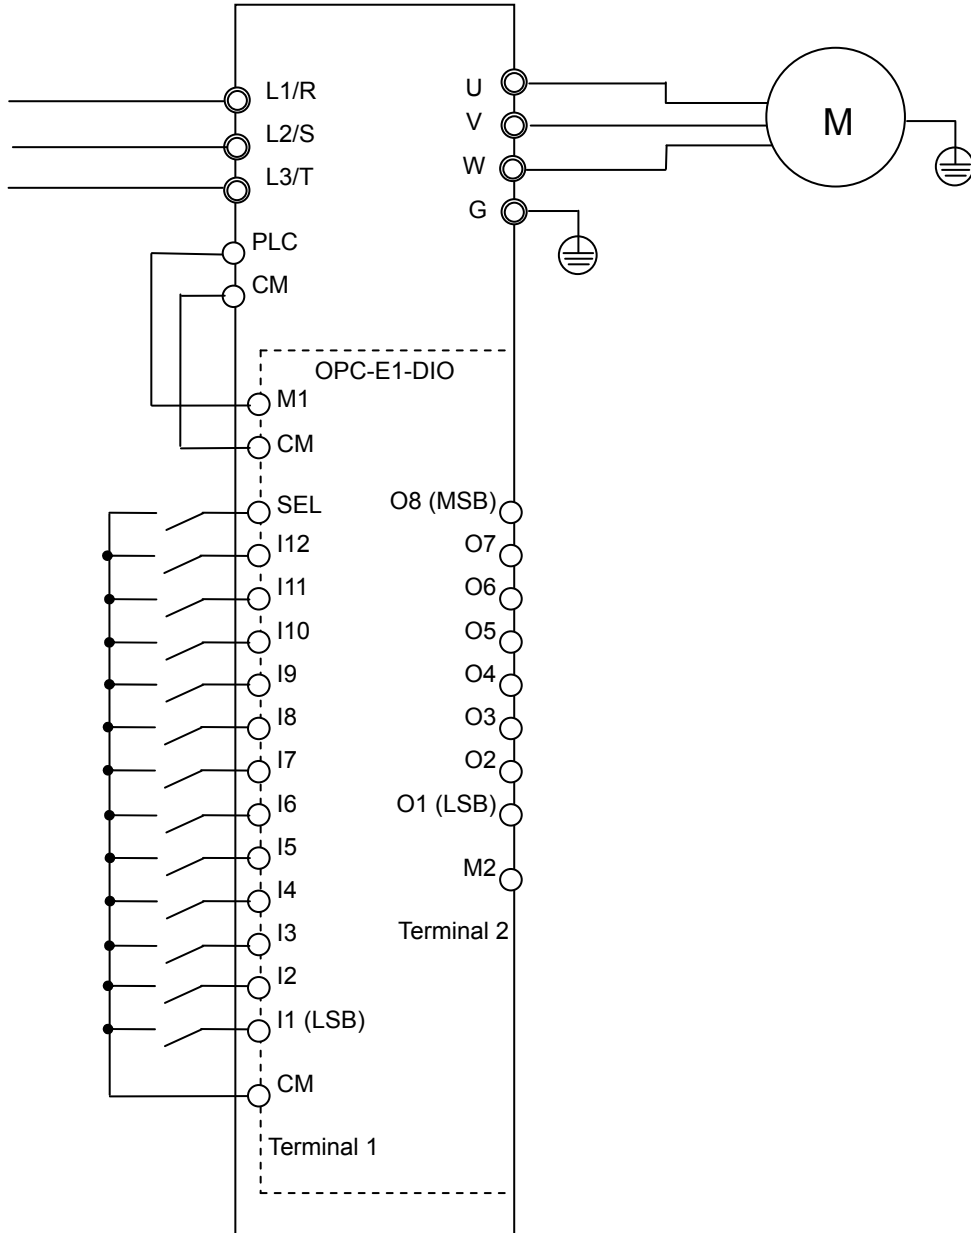 L1/R
L2/S
L3/T
PLC
CM
U
V
W
G
M
OPC-E1-DIO
M1
CM
SEL
I12
I11
I10
I9
I8
I7
I6
I5
I4
I3
I2
I1 (LSB)
CM
Terminal 1
O8 (MSB)
O7
O6
O5
O4
O3
O2
O1 (LSB)
M2
Terminal 2